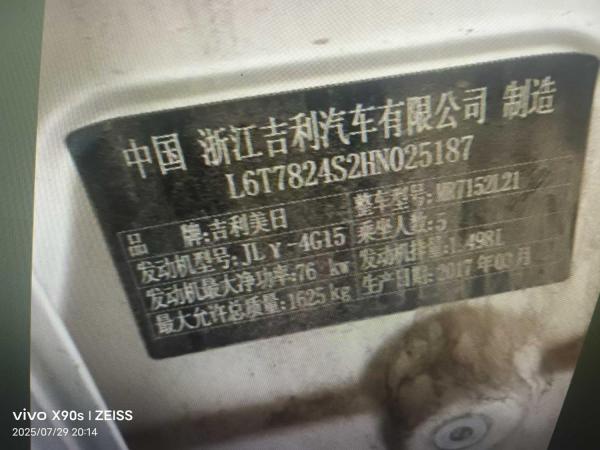 中国 浙江吉利汽车有限公司 制造
L6T7824S2HN025187
品 牌:吉利美日 整车型号:MR7152L21
发动机型号:JLγ-4G15 乘坐人数:5
发动机最大净功率:76 kw 发动机排量:1.498L
最大允许总质量:1625kg 生产日期:2017年03月
vivo X90s | ZEISS
2025/07/29 20:14